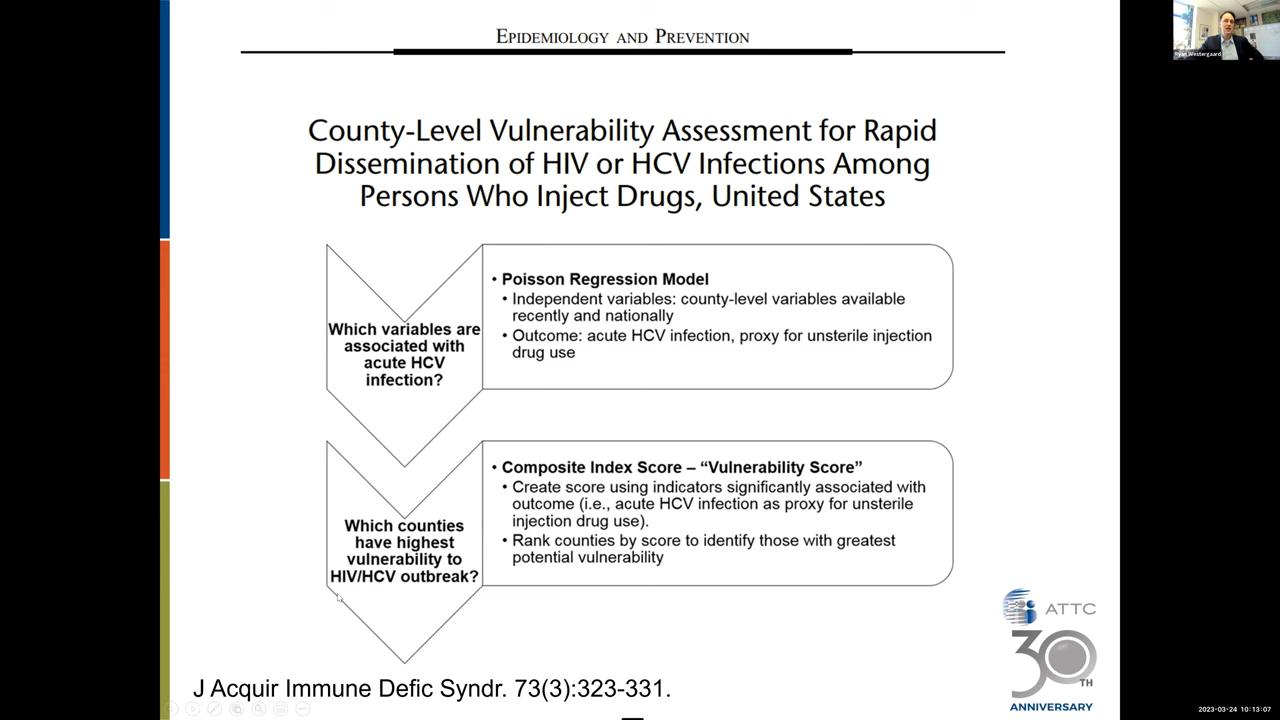 EPIDEMIOLOGY AND PREVENTION
Ryan Westergaard
County-Level Vulnerability Assessment for Rapid
Dissemination of HIV or HCV Infections Among
Persons Who Inject Drugs, United States
Which variables are
associated with
acute HCV
infection?
• Poisson Regression Model
• Independent variables: county-level variables available
recently and nationally
• Outcome: acute HCV infection, proxy for unsterile injection
drug use
Which counties
have highest
vulnerability to
HIV/HCV outbreak?
• Composite Index Score – “Vulnerability Score”
• Create score using indicators significantly associated with
outcome (i.e., acute HCV infection as proxy for unsterile
injection drug use).
• Rank counties by score to identify those with greatest
potential vulnerability
ATTC
30TH
ANNIVERSARY
J Acquir Immune Defic Syndr. 73(3):323-331.
2023-03-24 10:13:07